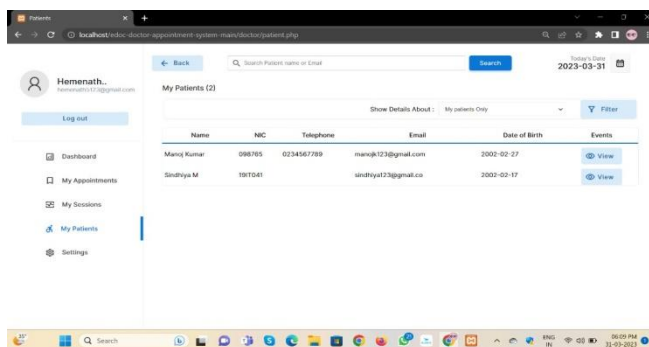 Patients
localhost/edoc-doctor-appointment-system-main/doctor/patient.php
Hemenath..
hemenathis123@gmail.com
Log out
Dashboard
My Appointments
My Sessions
My Patients
Settings
Back
Search Patient name or Email
Search
Today's Date
2023-03-31
My Patients (2)
Show Details About : My patients Only
Filter
Name NIC Telephone Email Date of Birth Events
Manoj Kumar 098765 0234567789 manojk123@gmail.com 2002-02-27 View
Sindhiya M 19IT041 sindhiya123@gmail.co 2002-02-17 View
Search
ENG
IN
06:09 PM
31-03-2023